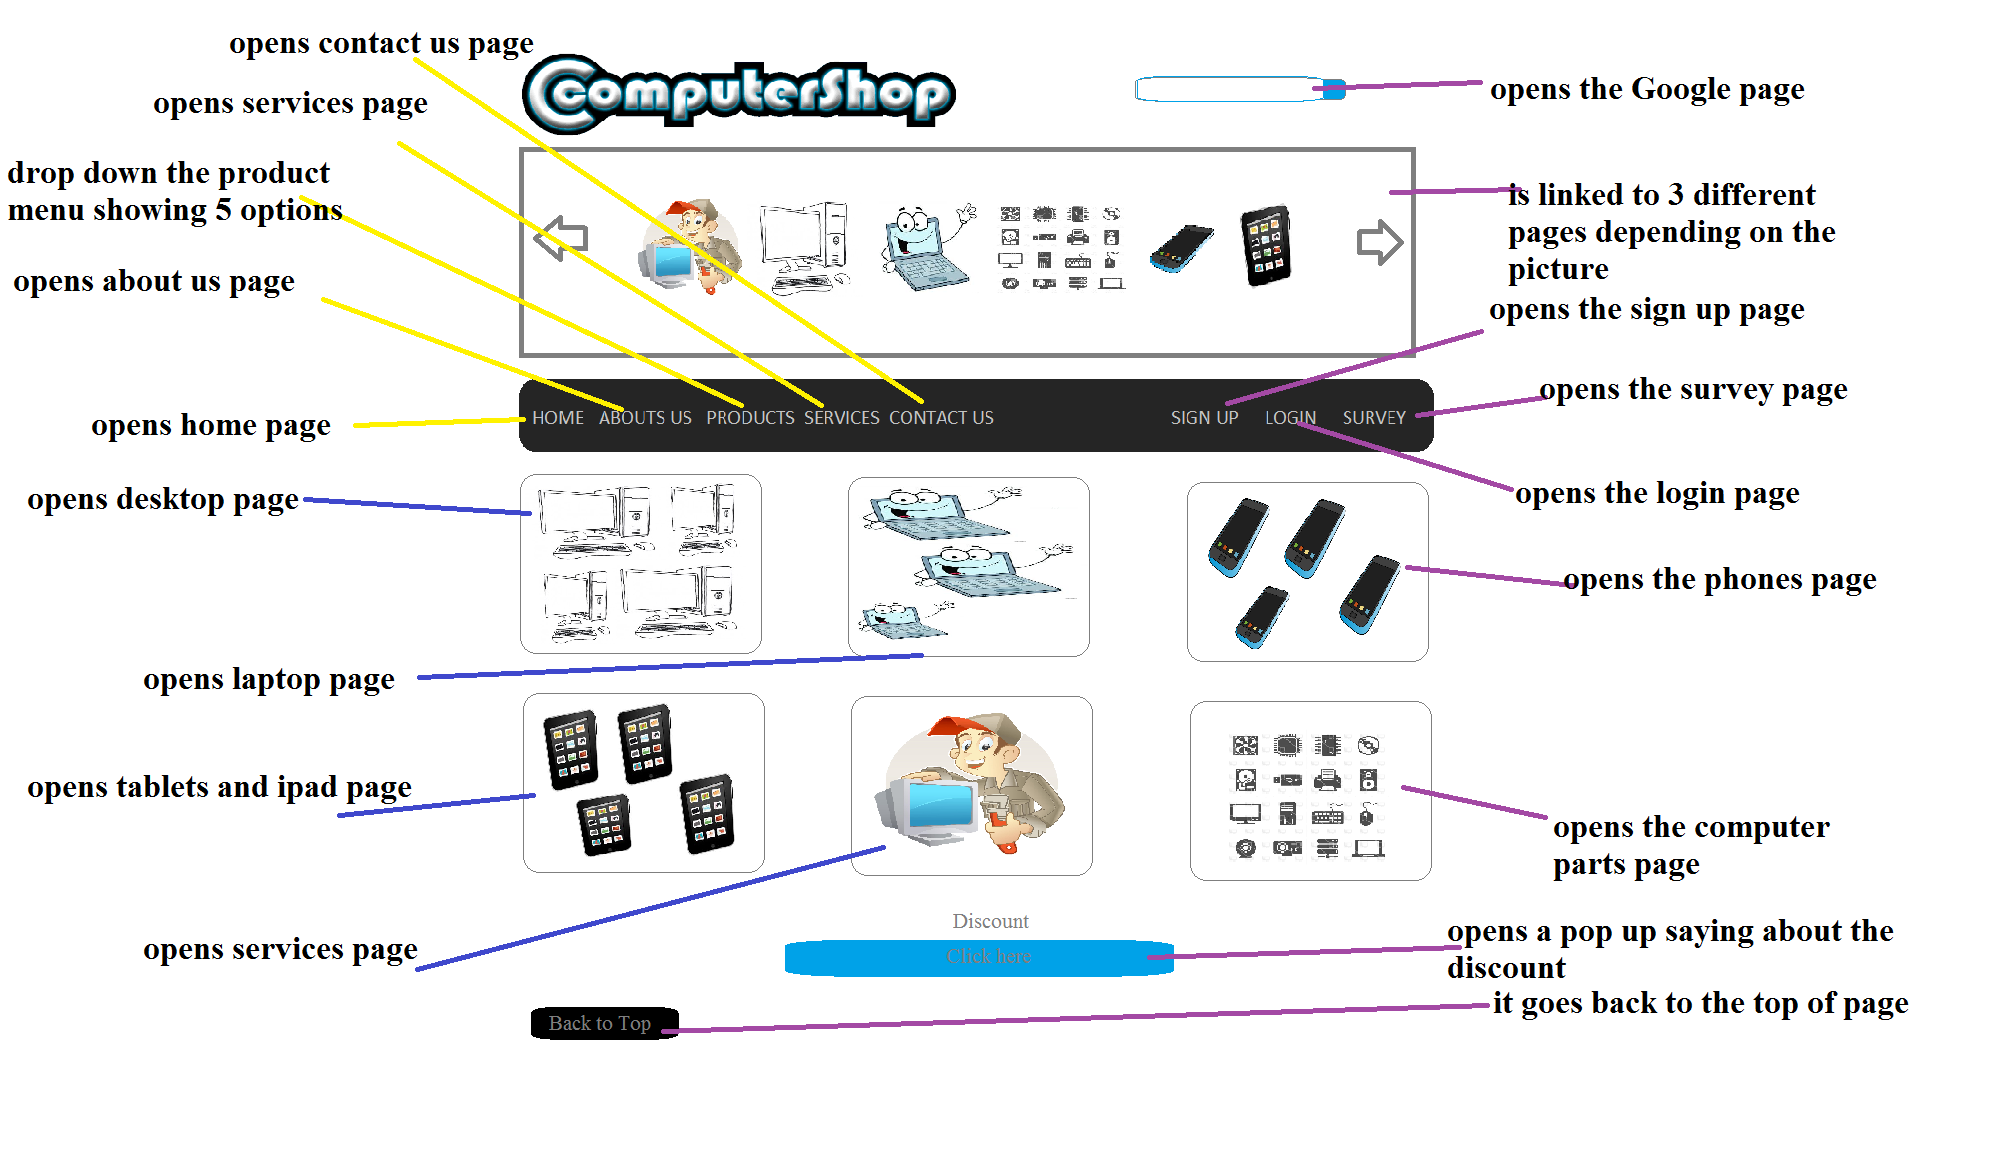 opens contact us page
opens services page
drop down the product
menu showing 5 options
opens about us page
opens home page
opens desktop page
opens laptop page
opens tablets and ipad page
opens services page
ComputerShop
HOME ABOUTS US PRODUCTS SERVICES CONTACT US SIGN UP LOGIN SURVEY
Discount
Click here
Back to Top
opens the Google page
is linked to 3 different
pages depending on the
picture
opens the sign up page
opens the survey page
opens the login page
opens the phones page
opens the computer
parts page
opens a pop up saying about the
discount
it goes back to the top of page